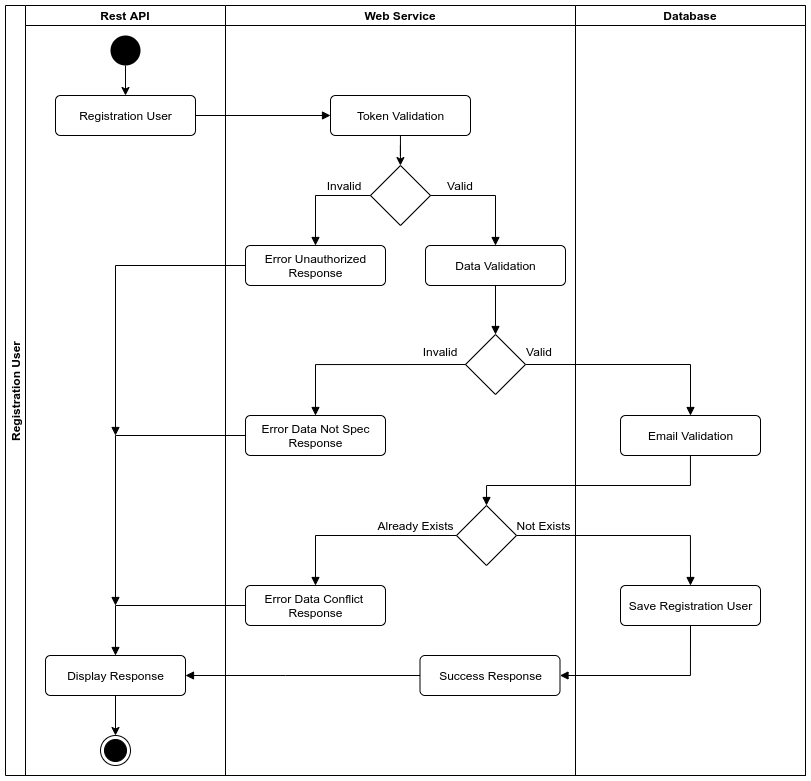 Rest API
Web Service
Database
Registration User
Registration User
Token Validation
Invalid
Valid
Error Unauthorized
Response
Data Validation
Invalid
Valid
Error Data Not Spec
Response
Email Validation
Already Exists
Not Exists
Error Data Conflict
Response
Save Registration User
Display Response
Success Response